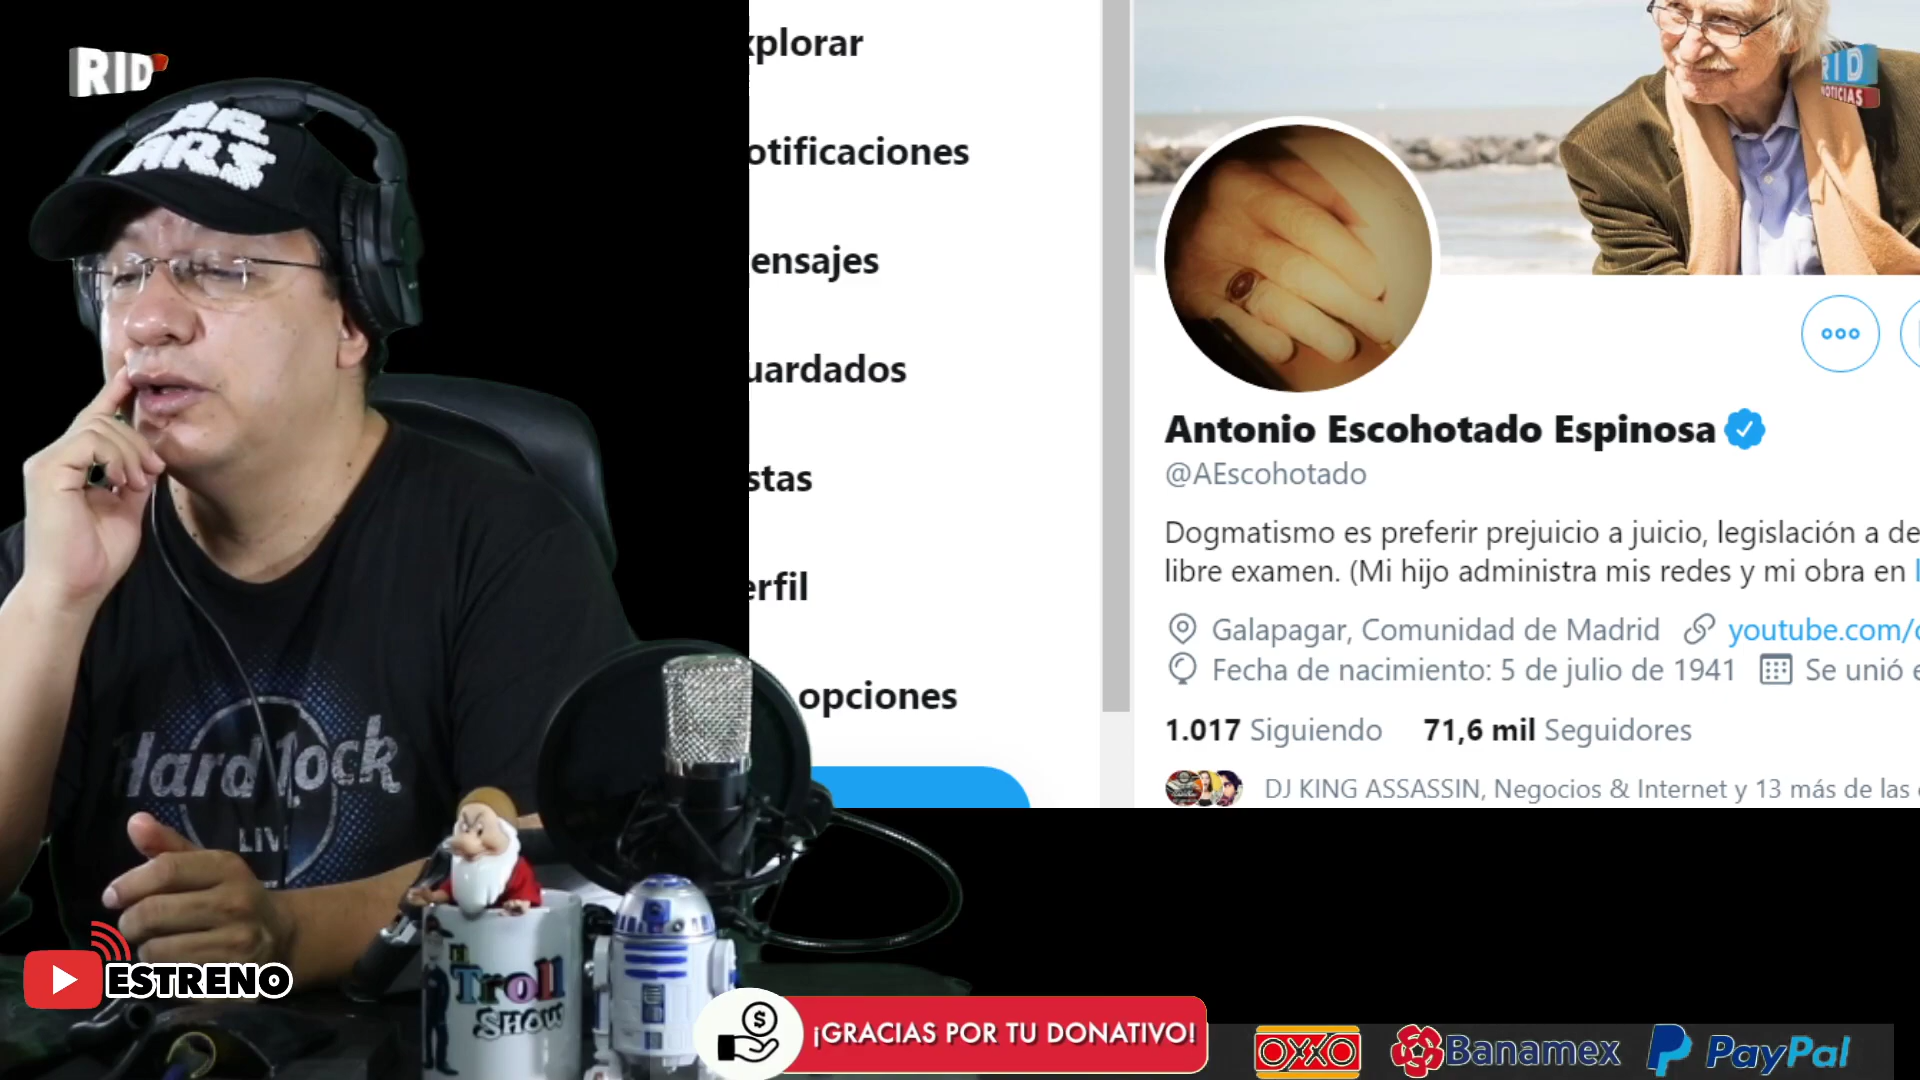 RID
xplorar
otificaciones
ensajes
uardados
stas
erfil
opciones
RID
NOTICIAS
Antonio Escohotado Espinosa
@AEscohotado
Dogmatismo es preferir prejuicio a juicio, legislación a de
libre examen. (Mi hijo administra mis redes y mi obra en l
Galapagar, Comunidad de Madrid youtube.com/c
Fecha de nacimiento: 5 de julio de 1941 Se unió e
1.017 Siguiendo 71,6 mil Seguidores
DJ KING ASSASSIN, Negocios & Internet y 13 más de las
Hard Rock
LIVE
El
Troll
Show
ESTRENO
¡GRACIAS POR TU DONATIVO!
OXXO
Banamex
PayPal